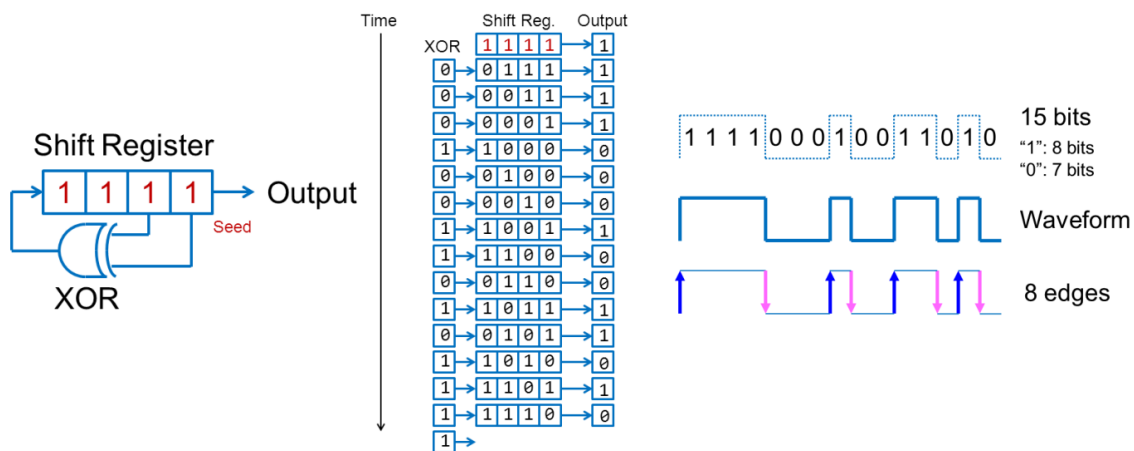 Time
Shift Reg. Output
XOR 1 1 1 1 1
0 0 1 1 1 1
0 0 0 1 1 1
0 0 0 0 1 1
1 1 0 0 0 0
0 0 1 0 0 0
0 0 0 1 0 0
1 1 0 0 1 1
1 1 1 0 0 0
0 0 1 1 0 0
1 1 0 1 1 1
0 0 1 0 1 1
1 1 0 1 0 0
1 1 1 0 1 1
1 1 1 1 0 0
1
Shift Register
1 1 1 1 Output
Seed
XOR
1 1 1 1 0 0 0 1 0 0 1 1 0 1 0
15 bits
“1”: 8 bits
“0”: 7 bits
Waveform
8 edges